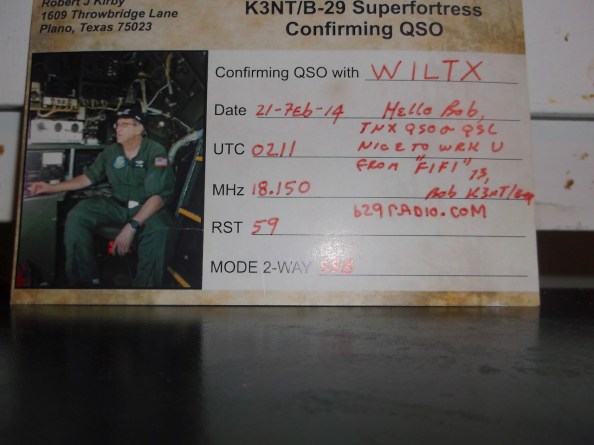 Robert J Kirby
1609 Throwbridge Lane
Plano, Texas 75023
K3NT/B-29 Superfortress
Confirming QSO
Confirming QSO with W1LTX
Date 21-Feb-14
UTC 0211
MHz 18.150
RST 59
MODE 2-WAY SSB
Hello Bob,
TNX QSO & QSL
NICE TO WRK U
FROM "FIFI"
73,
Bob K3NT/B29
b29RADIO.COM